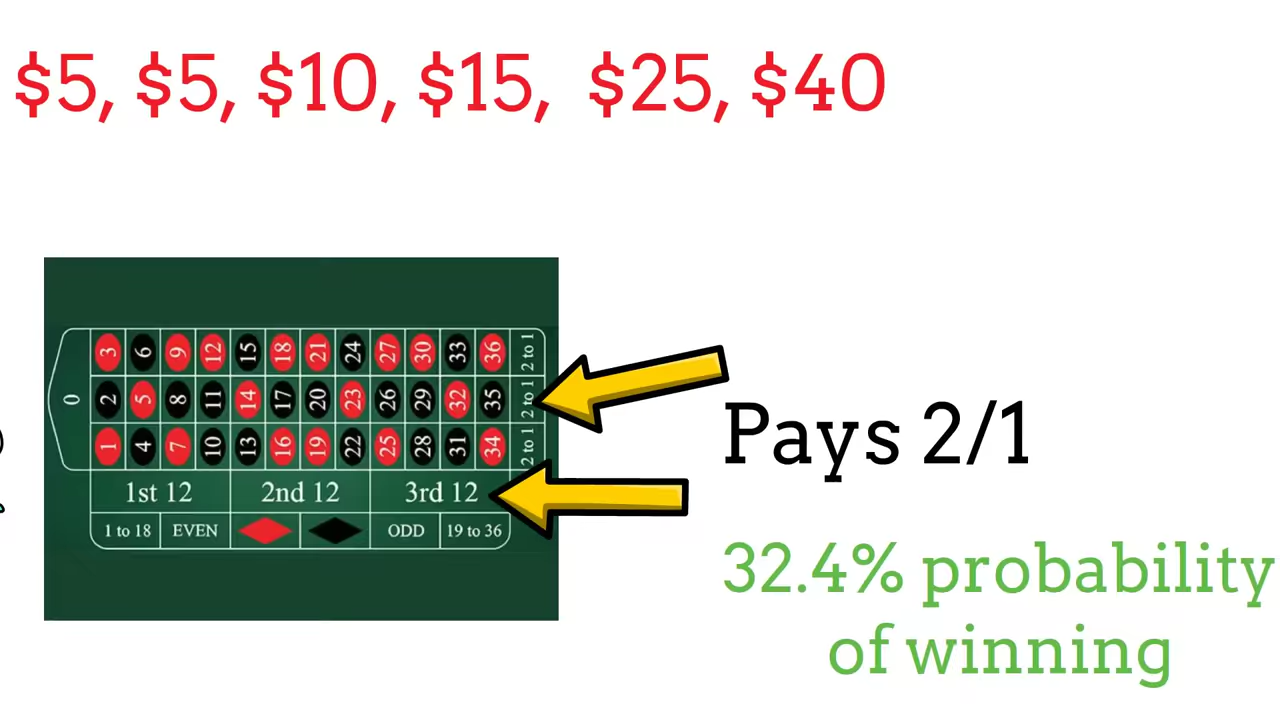 $5, $5, $10, $15, $25, $40
3 6 9 12 15 18 21 24 27 30 33 36 2 to 1
0 2 5 8 11 14 17 20 23 26 29 32 35 2 to 1
1 4 7 10 13 16 19 22 25 28 31 34 2 to 1
1st 12 2nd 12 3rd 12
1 to 18 EVEN ODD 19 to 36
Pays 2/1
32.4% probability
of winning